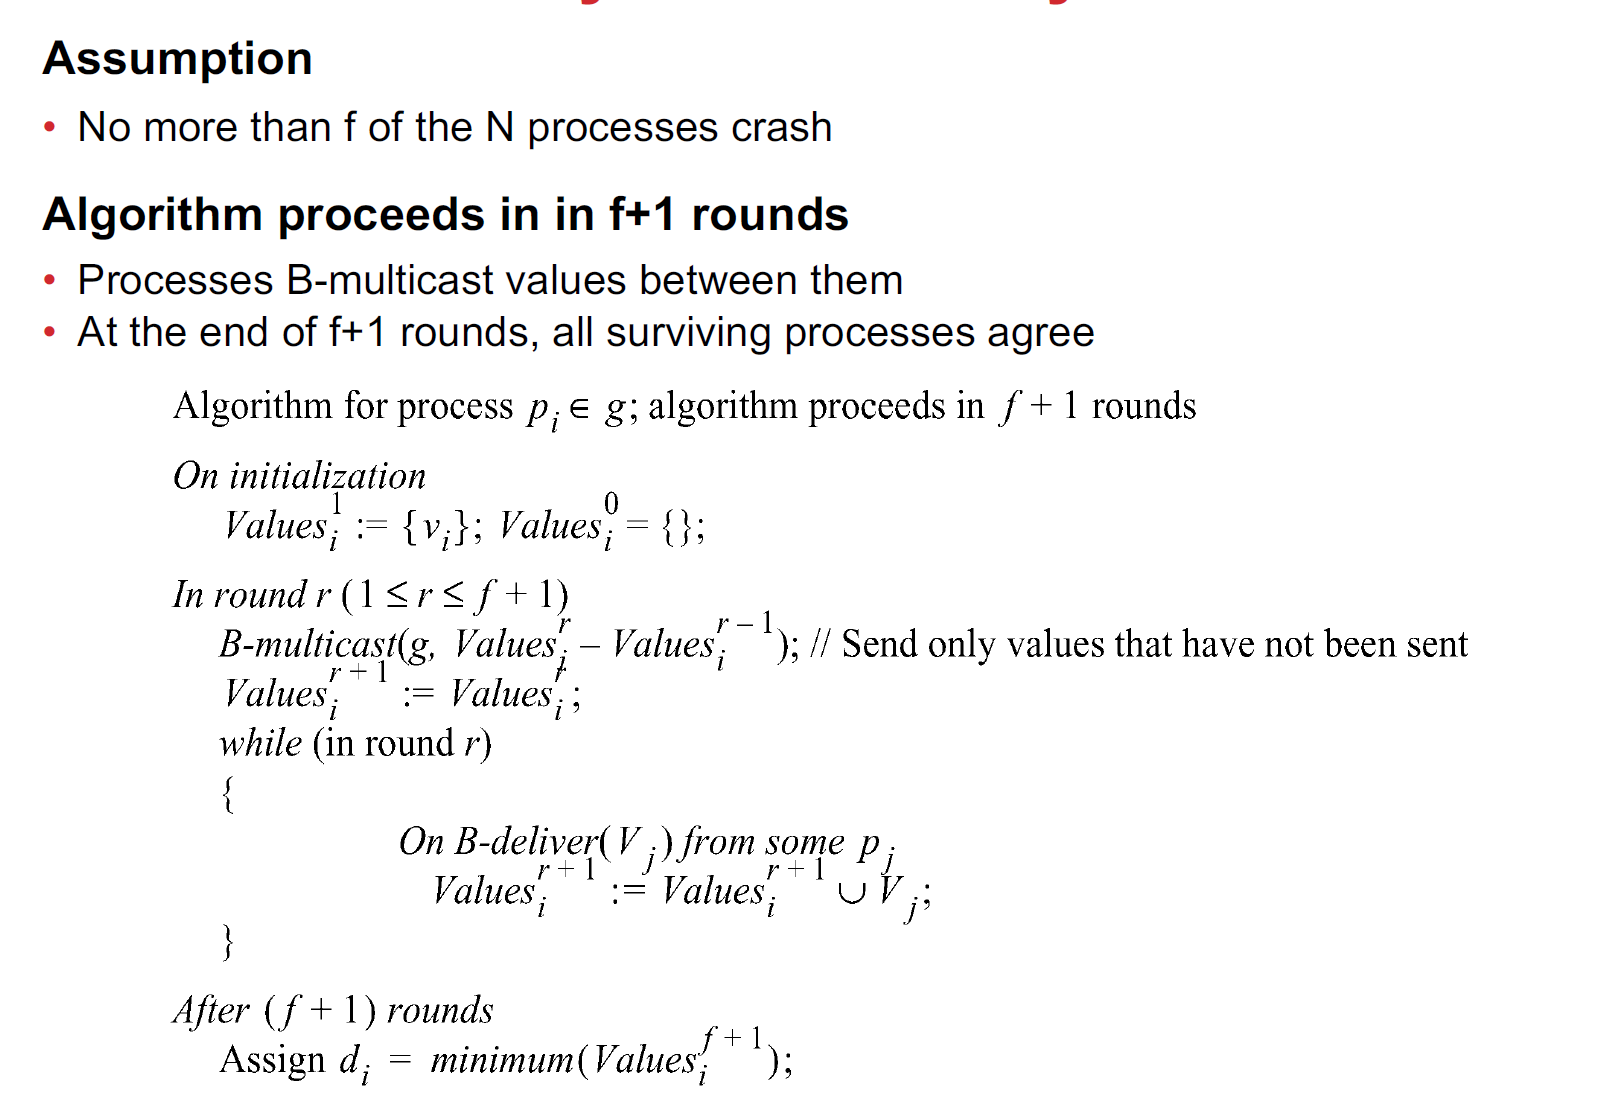 Assumption
• No more than f of the N processes crash
Algorithm proceeds in in f+1 rounds
• Processes B-multicast values between them
• At the end of f+1 rounds, all surviving processes agree
Algorithm for process p_i ∈ g; algorithm proceeds in f + 1 rounds
On initialization
Values_i^1 := {v_i}; Values_i^0 = {};
In round r (1 ≤ r ≤ f + 1)
B-multicast(g, Values_i^r – Values_i^{r – 1}); // Send only values that have not been sent
Values_i^{r + 1} := Values_i^r;
while (in round r)
{
On B-deliver(V_j) from some p_j
Values_i^{r + 1} := Values_i^{r + 1} ∪ V_j;
}
After (f + 1) rounds
Assign d_i = minimum(Values_i^{f + 1});